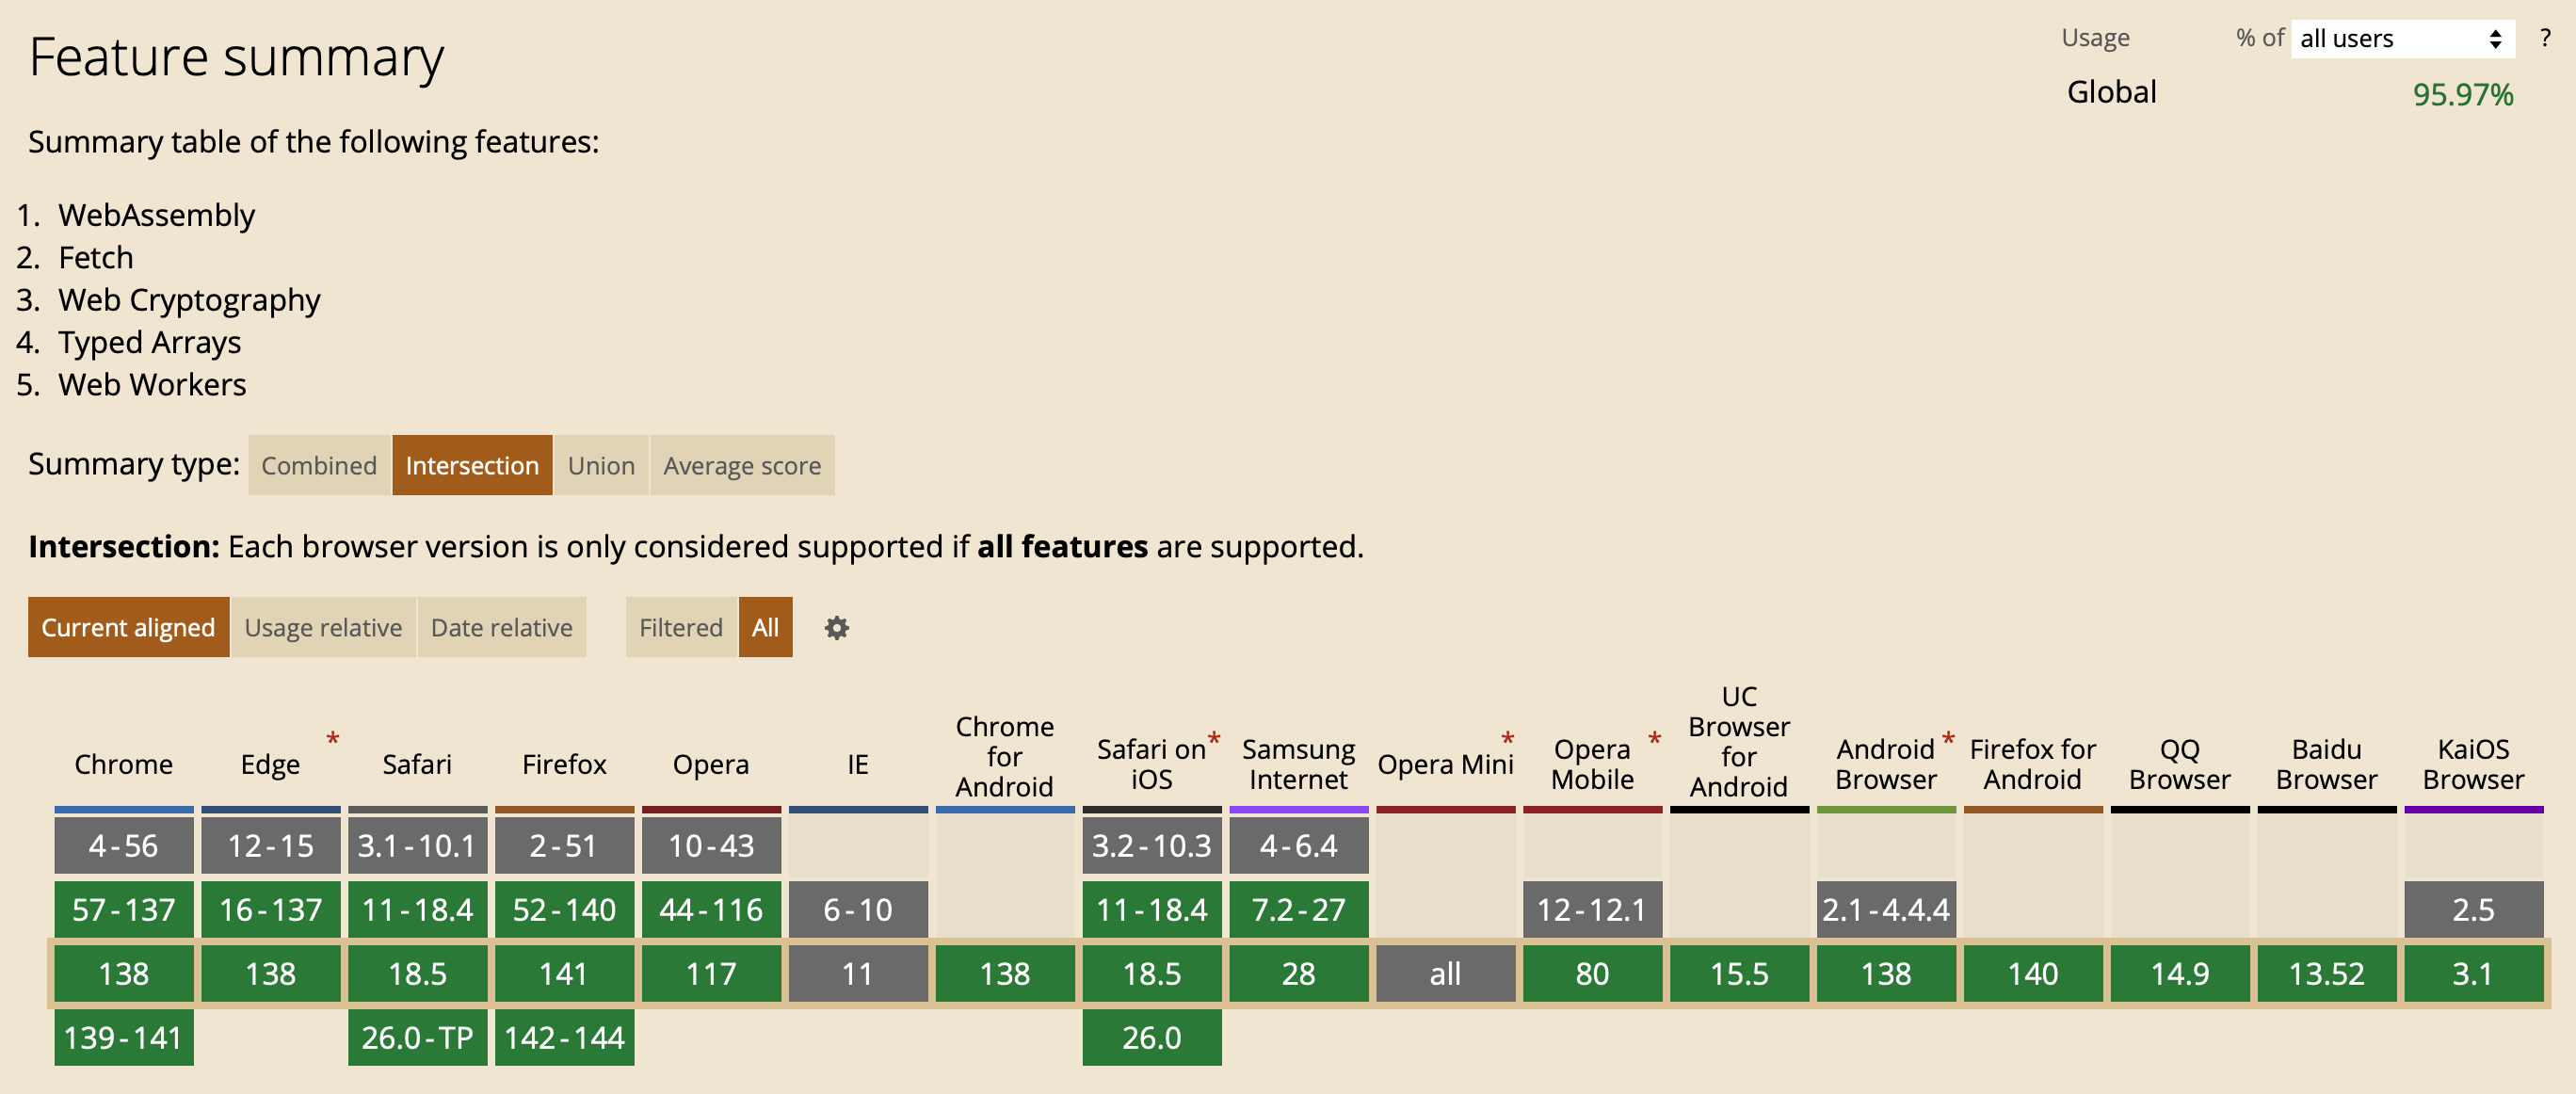 Feature summary
Usage % of all users ?
Global 95.97%
Summary table of the following features:
1. WebAssembly
2. Fetch
3. Web Cryptography
4. Typed Arrays
5. Web Workers
Summary type: Combined Intersection Union Average score
Intersection: Each browser version is only considered supported if all features are supported.
Current aligned Usage relative Date relative Filtered All
Chrome
Edge *
Safari
Firefox
Opera
IE
Chrome
for
Android
Safari on *
iOS
Samsung
Internet
Opera Mini *
Opera *
Mobile
UC
Browser
for
Android
Android *
Browser
Firefox for
Android
QQ
Browser
Baidu
Browser
KaiOS
Browser
4-56 12-15 3.1-10.1 2-51 10-43 3.2-10.3 4-6.4
57-137 16-137 11-18.4 52-140 44-116 6-10 11-18.4 7.2-27 12-12.1 2.1-4.4.4 2.5
138 138 18.5 141 117 11 138 18.5 28 all 80 15.5 138 140 14.9 13.52 3.1
139-141 26.0-TP 142-144 26.0